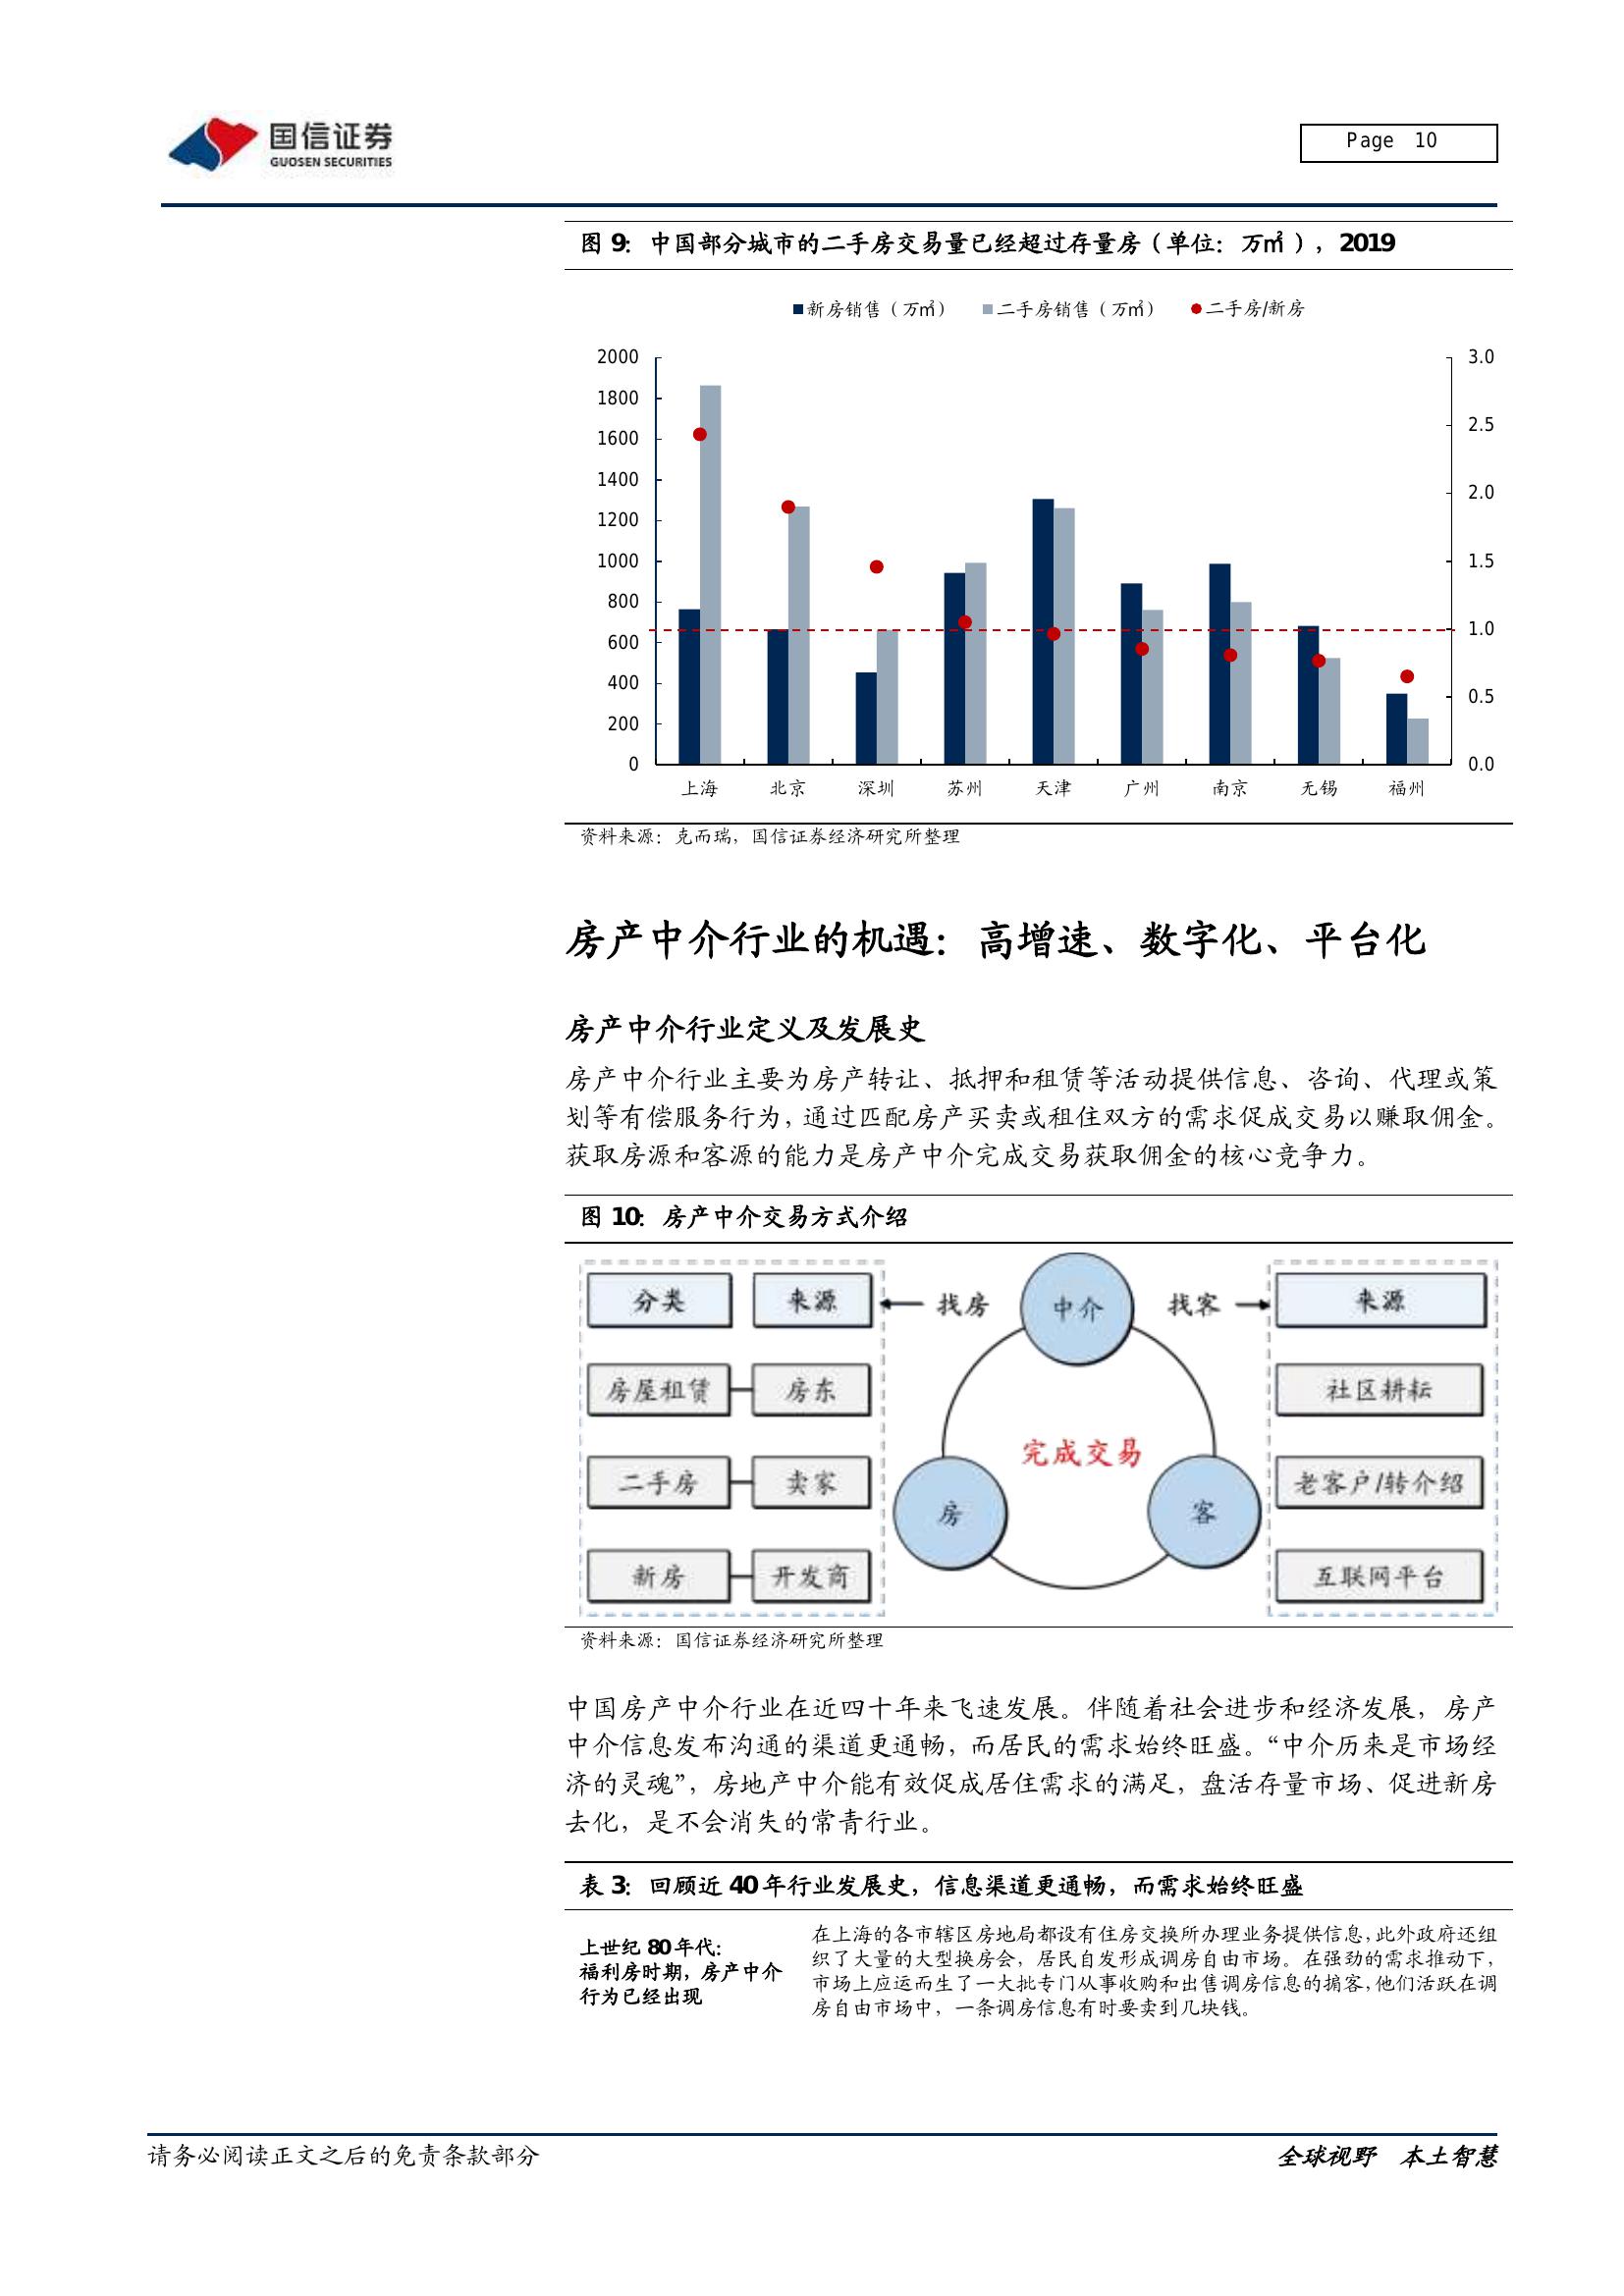 国信证券
GUOSEN SECURITIES
Page 10
图 9：中国部分城市的二手房交易量已经超过存量房（单位：万㎡），2019
新房销售（万㎡） 二手房销售（万㎡） 二手房/新房
2000 3.0
1800
1600 2.5
1400 2.0
1200
1000 1.5
800
600 1.0
400 0.5
200
0 0.0
上海 北京 深圳 苏州 天津 广州 南京 无锡 福州
资料来源：克而瑞，国信证券经济研究所整理
房产中介行业的机遇：高增速、数字化、平台化
房产中介行业定义及发展史
房产中介行业主要为房产转让、抵押和租赁等活动提供信息、咨询、代理或策
划等有偿服务行为，通过匹配房产买卖或租住双方的需求促成交易以赚取佣金。
获取房源和客源的能力是房产中介完成交易获取佣金的核心竞争力。
图 10：房产中介交易方式介绍
分类 来源 找房 中介 找客 来源
房屋租赁 房东 社区耕耘
完成交易
二手房 卖家 老客户/转介绍
房 客
新房 开发商 互联网平台
资料来源：国信证券经济研究所整理
中国房产中介行业在近四十年来飞速发展。伴随着社会进步和经济发展，房产
中介信息发布沟通的渠道更通畅，而居民的需求始终旺盛。“中介历来是市场经
济的灵魂”，房地产中介能有效促成居住需求的满足，盘活存量市场、促进新房
去化，是不会消失的常青行业。
表 3：回顾近 40 年行业发展史，信息渠道更通畅，而需求始终旺盛
上世纪 80 年代：
福利房时期，房产中介
行为已经出现
在上海的各市辖区房地局都设有住房交换所办理业务提供信息，此外政府还组
织了大量的大型换房会，居民自发形成调房自由市场。在强劲的需求推动下，
市场上应运而生了一大批专门从事收购和出售调房信息的掮客，他们活跃在调
房自由市场中，一条调房信息有时要卖到几块钱。
请务必阅读正文之后的免责条款部分
全球视野 本土智慧